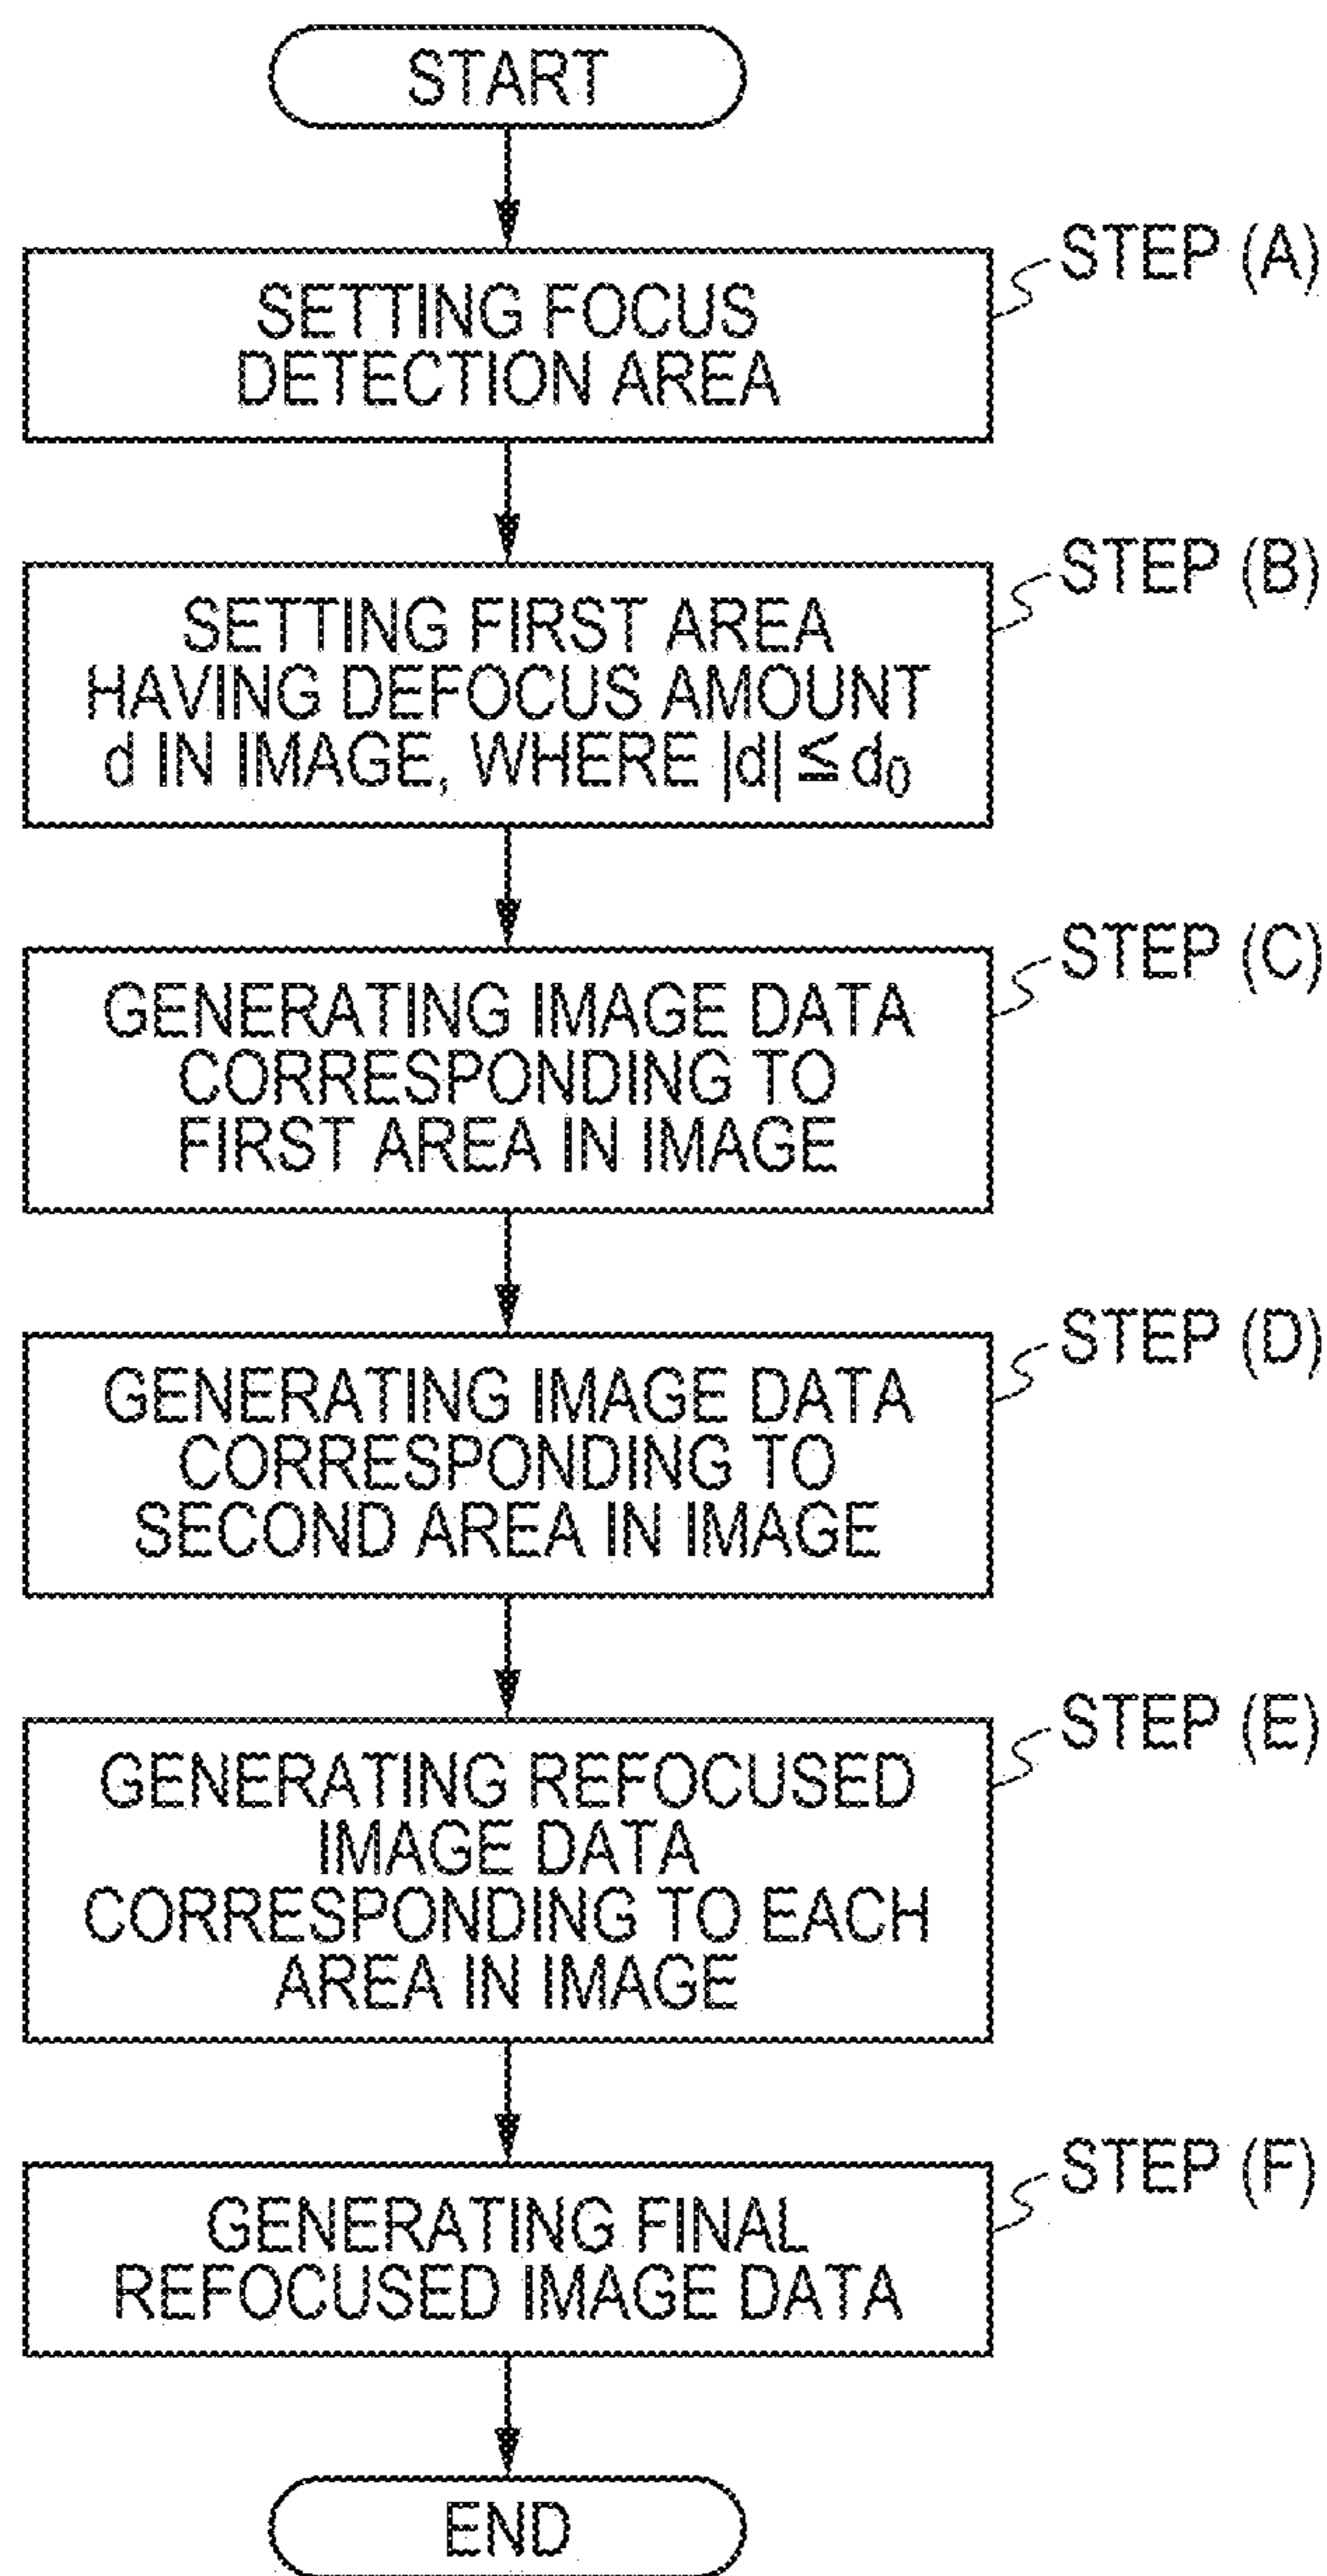 START
STEP (A)
SETTING FOCUS
DETECTION AREA
STEP (B)
SETTING FIRST AREA
HAVING DEFOCUS AMOUNT
d IN IMAGE, WHERE |d| ≤ d₀
STEP (C)
GENERATING IMAGE DATA
CORRESPONDING TO
FIRST AREA IN IMAGE
STEP (D)
GENERATING IMAGE DATA
CORRESPONDING TO
SECOND AREA IN IMAGE
STEP (E)
GENERATING REFOCUSED
IMAGE DATA
CORRESPONDING TO EACH
AREA IN IMAGE
STEP (F)
GENERATING FINAL
REFOCUSED IMAGE DATA
END